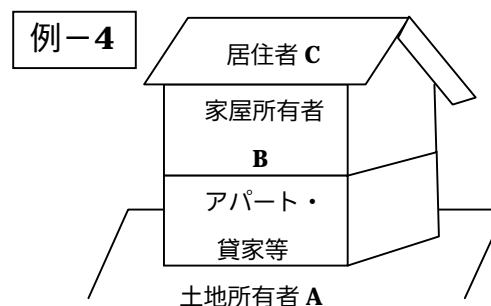 例－4
居住者 C
家屋所有者
B
アパート・
貸家等
土地所有者 A